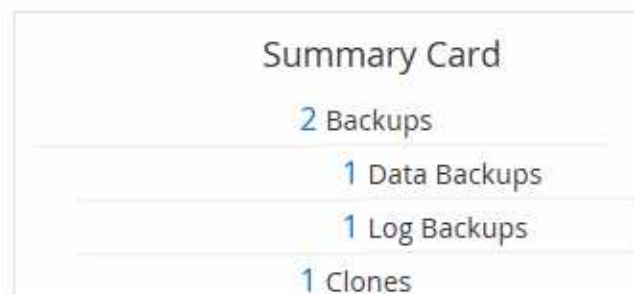 Summary Card
2 Backups
1 Data Backups
1 Log Backups
1 Clones